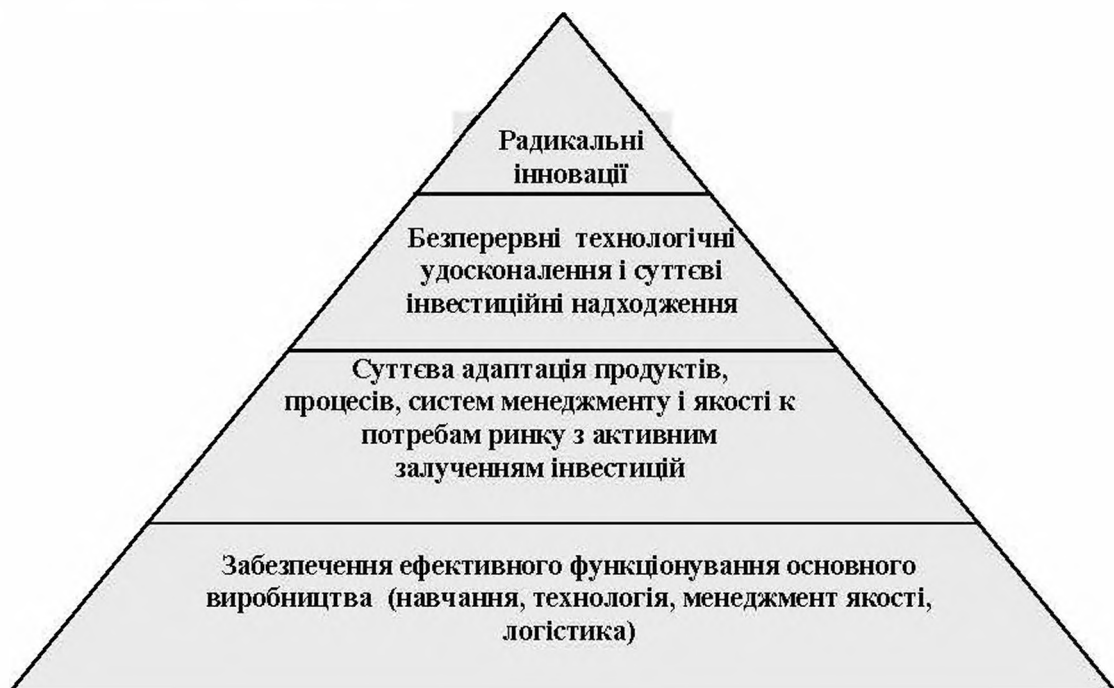 Радикальні
інновації
Безперервні технологічні
удосконалення і суттєві
інвестиційні надходження
Суттєва адаптація продуктів,
процесів, систем менеджменту і якості к
потребам ринку з активним
залученням інвестицій
Забезпечення ефективного функціонування основного
виробництва (навчання, технологія, менеджмент якості,
логістика)